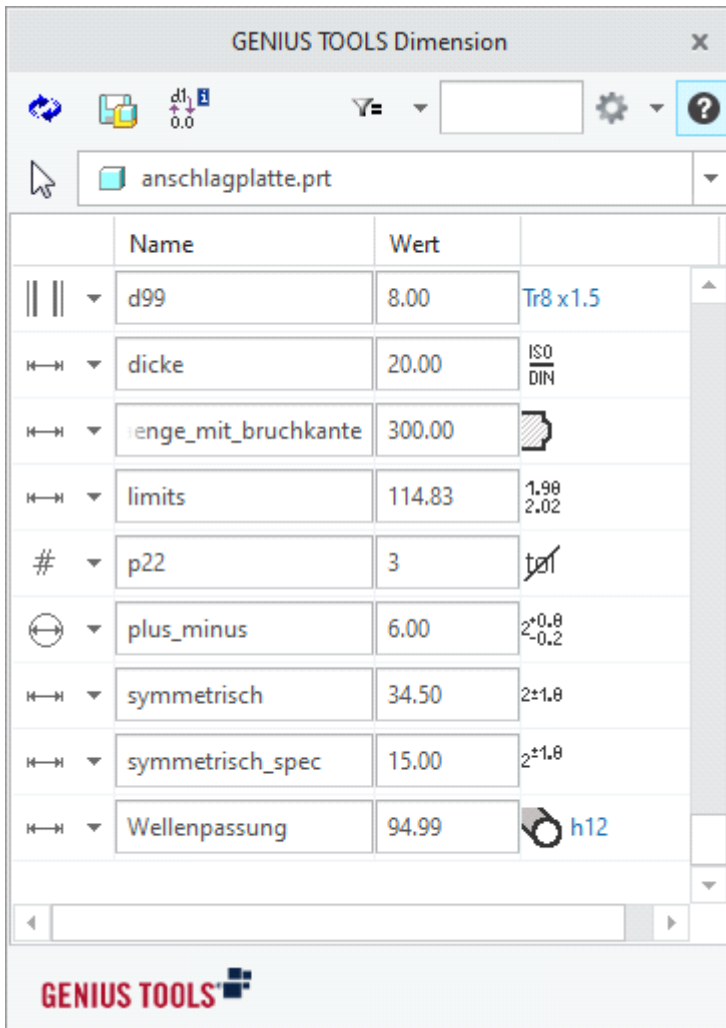 GENIUS TOOLS Dimension
d1 0.0
anschlagplatte.prt
Name Wert
d99 8.00 Tr8 x1.5
dicke 20.00 ISO DIN
enge_mit_bruchkante 300.00
limits 114.83 1.98 2.02
# p22 3 tol
plus_minus 6.00 2+0.8 -0.2
symmetrisch 34.50 2±1.8
symmetrisch_spec 15.00 2±1.8
Wellenpassung 94.99 h12
GENIUS TOOLS